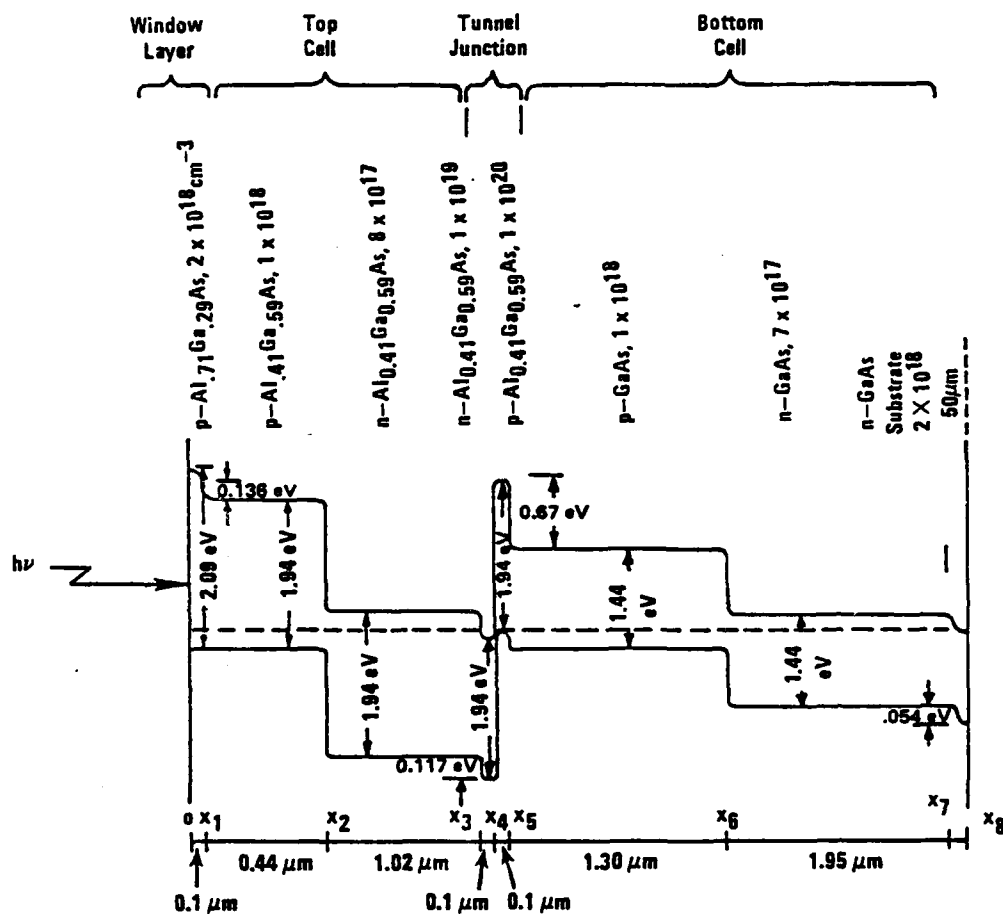 Window Layer
Top Cell
Tunnel Junction
Bottom Cell
p-Al.71Ga.29As, 2 x 10^18 cm^-3
p-Al.41Ga.59As, 1 x 10^18
n-Al0.41Ga0.59As, 8 x 10^17
n-Al0.41Ga0.59As, 1 x 10^19
p-Al0.41Ga0.59As, 1 x 10^20
p-GaAs, 1 x 10^18
n-GaAs, 7 x 10^17
n-GaAs
Substrate
2 X 10^18
50μm
0.136 eV
0.67 eV
hν
2.09 eV
1.94 eV
1.94 eV
1.44 eV
1.94 eV
1.94 eV
1.44 eV
.054 eV
0.117 eV
o x1 x2 x3 x4 x5 x6 x7 x8
0.44 μm 1.02 μm 1.30 μm 1.95 μm
0.1 μm 0.1 μm 0.1 μm